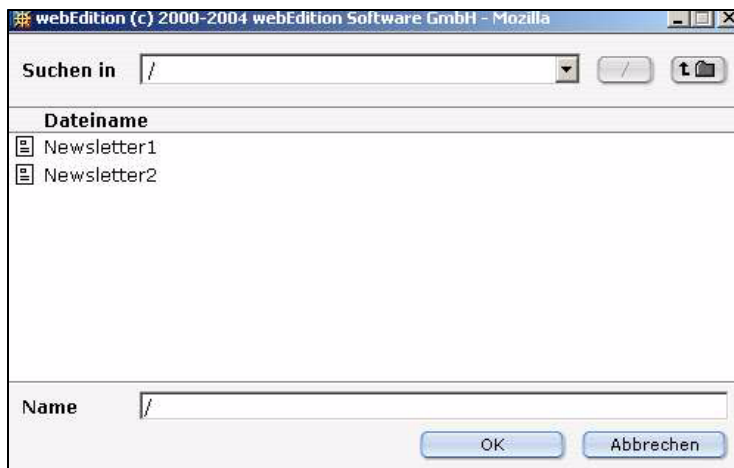 webEdition (c) 2000-2004 webEdition Software GmbH - Mozilla
Suchen in / /
Dateiname
Newsletter1
Newsletter2
Name /
OK Abbrechen